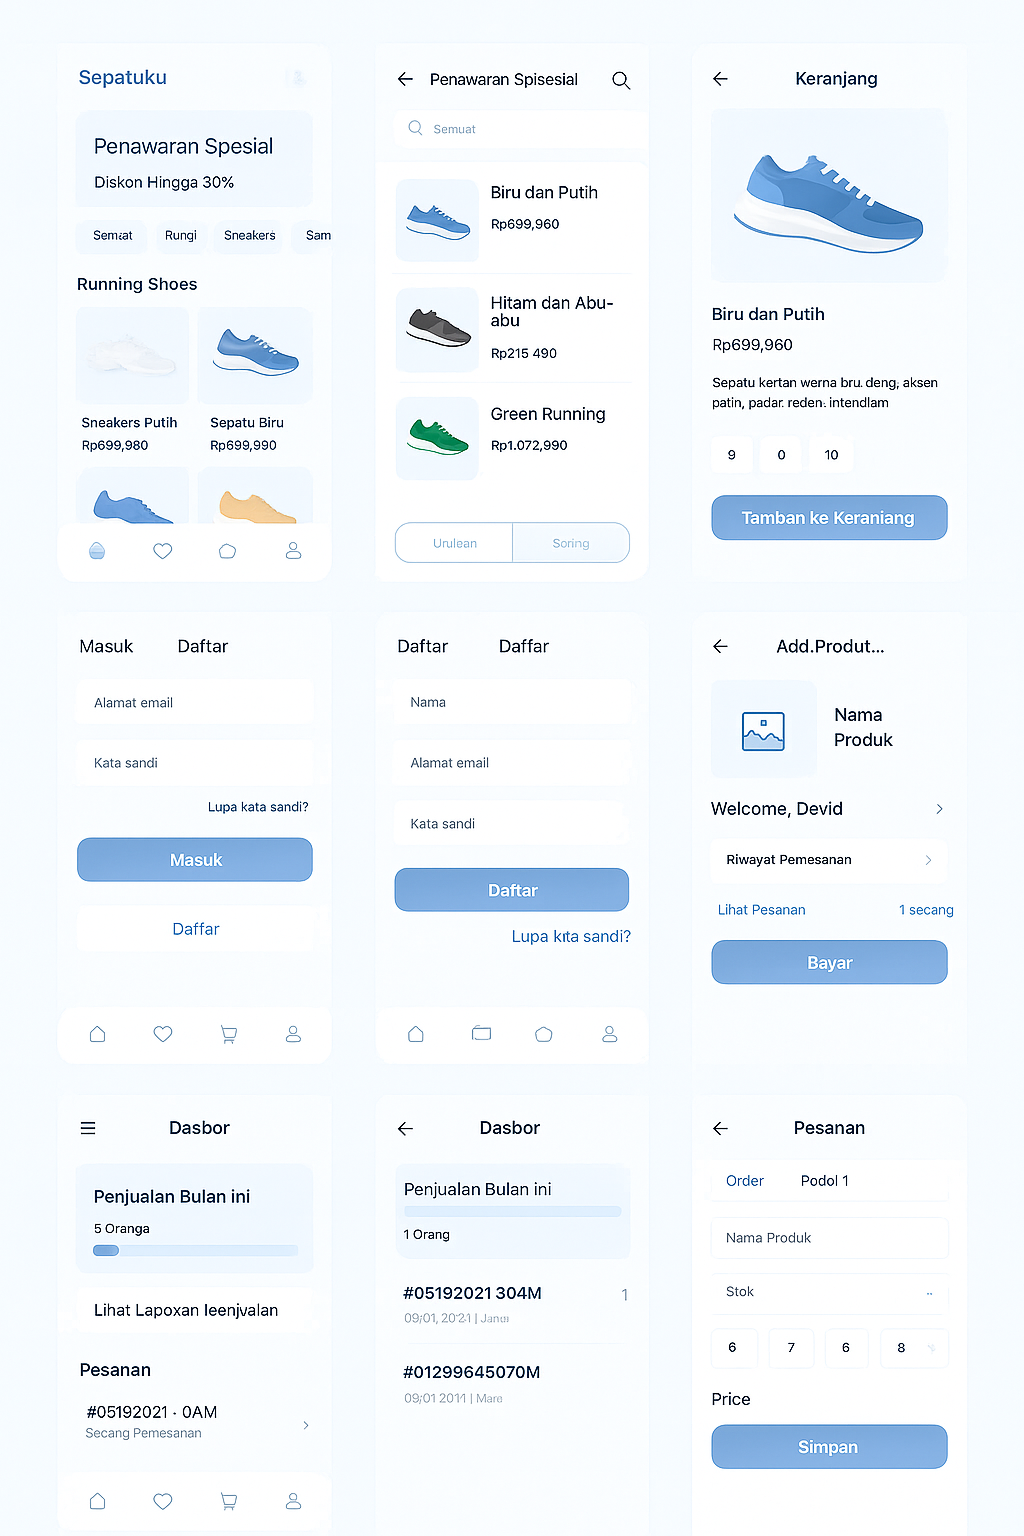 Sepatuku
Penawaran Spesial
Diskon Hingga 30%
Semat
Rungi
Sneakers
Sam
Running Shoes
Sneakers Putih
Rp699,980
Sepatu Biru
Rp699,990
Penawaran Spisesial
Semuat
Biru dan Putih
Rp699,960
Hitam dan Abu-
abu
Rp215 490
Green Running
Rp1.072,990
Urulean
Soring
Keranjang
Biru dan Putih
Rp699,960
Sepatu kertan werna bru. deng; aksen
patin, padar. reden. intendlam
9
0
10
Tamban ke Keraniang
Masuk
Daftar
Alamat email
Kata sandi
Lupa kata sandi?
Masuk
Daffar
Daftar
Daffar
Nama
Alamat email
Kata sandi
Daftar
Lupa kıta sandi?
Add.Produt...
Nama
Produk
Welcome, Devid
Riwayat Pemesanan
Lihat Pesanan
1 secang
Bayar
Dasbor
Penjualan Bulan ini
5 Oranga
Lihat Lapoxan leenjvalan
Pesanan
#05192021 · 0AM
Secang Pemesanan
Dasbor
Penjualan Bulan ini
1 Orang
#05192021 304M
1
#01299645070M
09/01
| Mare
Pesanan
Order
Podol 1
Nama Produk
Stok
6
7
6
8
Price
Simpan